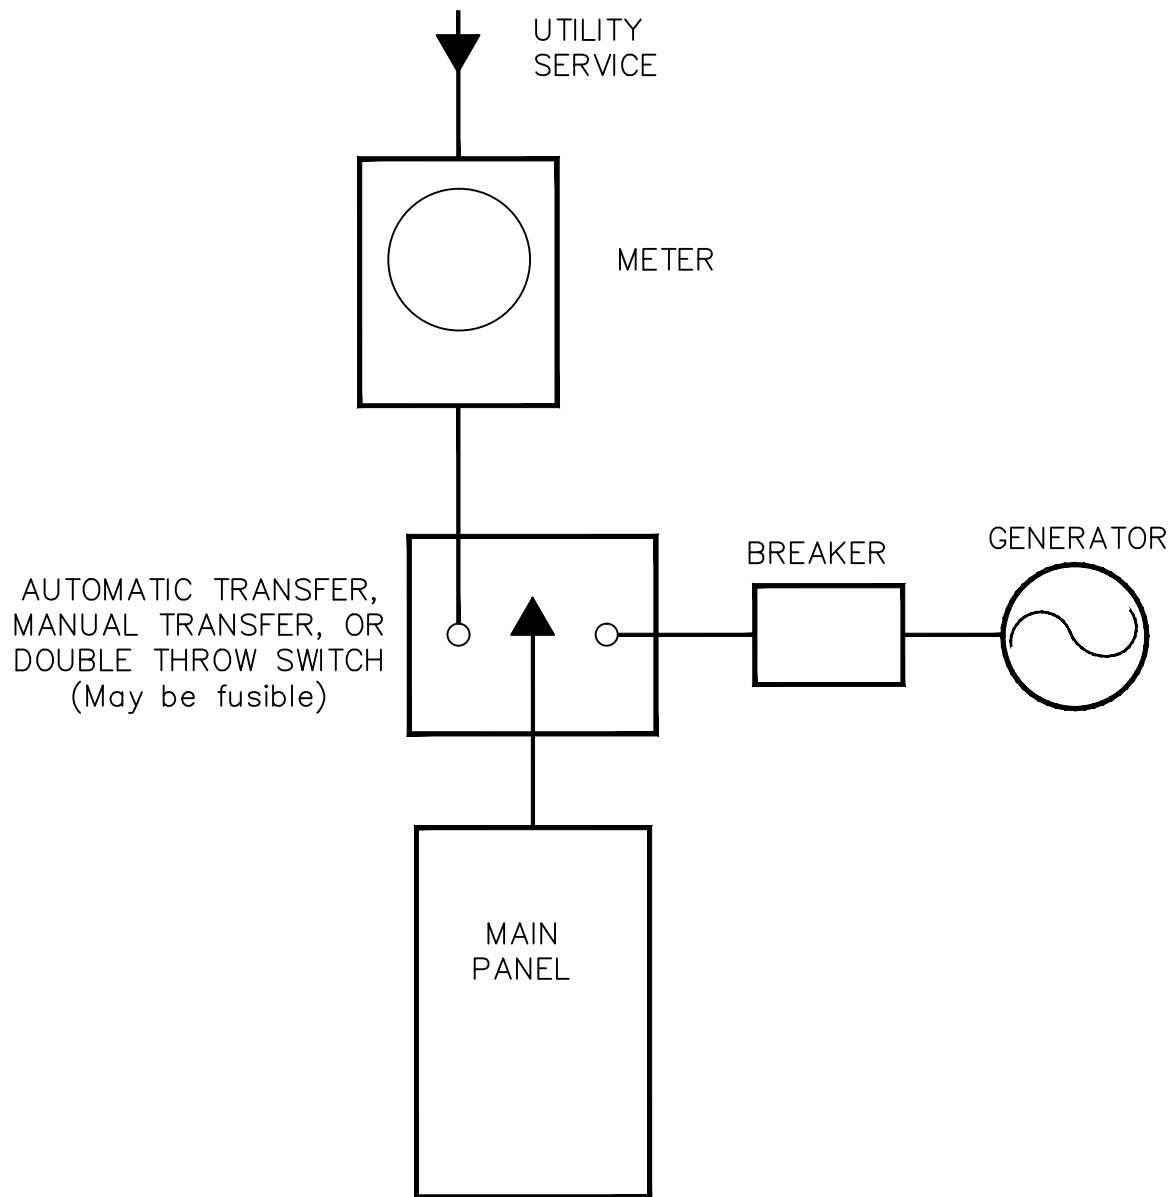 UTILITY
SERVICE
METER
BREAKER
GENERATOR
AUTOMATIC TRANSFER,
MANUAL TRANSFER, OR
DOUBLE THROW SWITCH
(May be fusible)
MAIN
PANEL